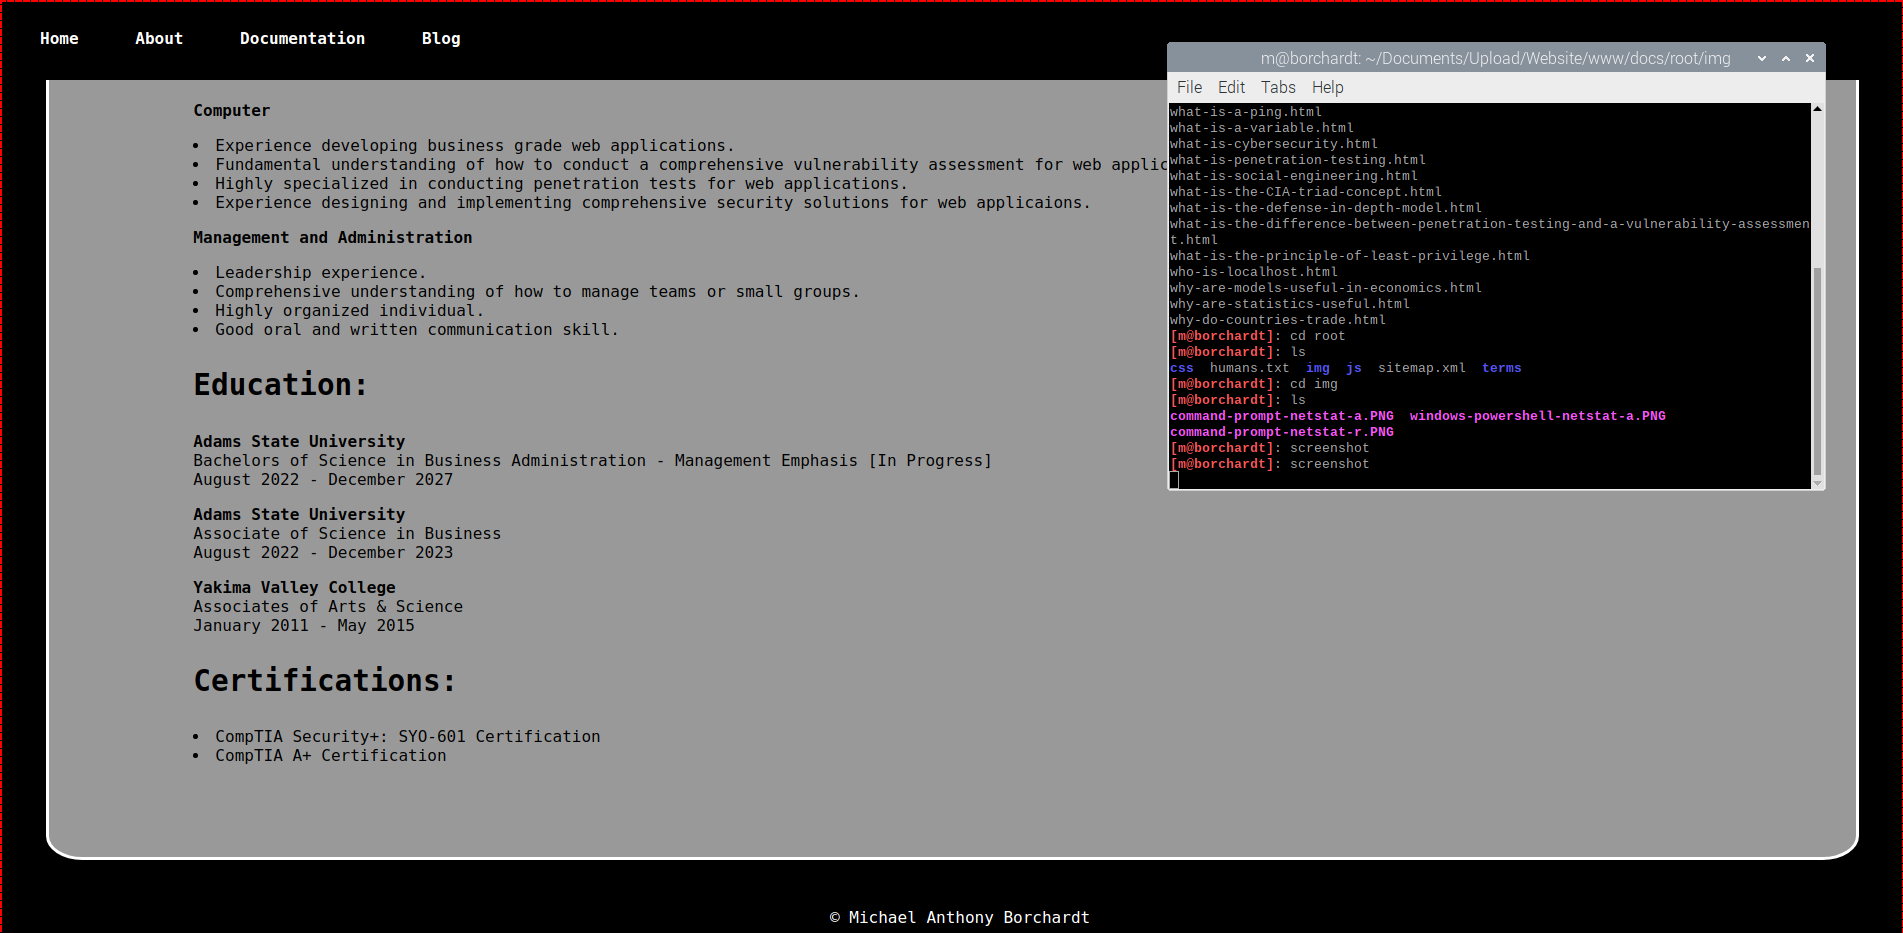 Home About Documentation Blog
Computer
• Experience developing business grade web applications.
• Fundamental understanding of how to conduct a comprehensive vulnerability assessment for web applic
• Highly specialized in conducting penetration tests for web applications.
• Experience designing and implementing comprehensive security solutions for web applicaions.
Management and Administration
• Leadership experience.
• Comprehensive understanding of how to manage teams or small groups.
• Highly organized individual.
• Good oral and written communication skill.
Education:
Adams State University
Bachelors of Science in Business Administration - Management Emphasis [In Progress]
August 2022 - December 2027
Adams State University
Associate of Science in Business
August 2022 - December 2023
Yakima Valley College
Associates of Arts & Science
January 2011 - May 2015
Certifications:
• CompTIA Security+: SYO-601 Certification
• CompTIA A+ Certification
© Michael Anthony Borchardt
m@borchardt: ~/Documents/Upload/Website/www/docs/root/img
File Edit Tabs Help
what-is-a-ping.html
what-is-a-variable.html
what-is-cybersecurity.html
what-is-penetration-testing.html
what-is-social-engineering.html
what-is-the-CIA-triad-concept.html
what-is-the-defense-in-depth-model.html
what-is-the-difference-between-penetration-testing-and-a-vulnerability-assessmen
t.html
what-is-the-principle-of-least-privilege.html
who-is-localhost.html
why-are-models-useful-in-economics.html
why-are-statistics-useful.html
why-do-countries-trade.html
[m@borchardt]: cd root
[m@borchardt]: ls
css humans.txt img js sitemap.xml terms
[m@borchardt]: cd img
[m@borchardt]: ls
command-prompt-netstat-a.PNG windows-powershell-netstat-a.PNG
command-prompt-netstat-r.PNG
[m@borchardt]: screenshot
[m@borchardt]: screenshot